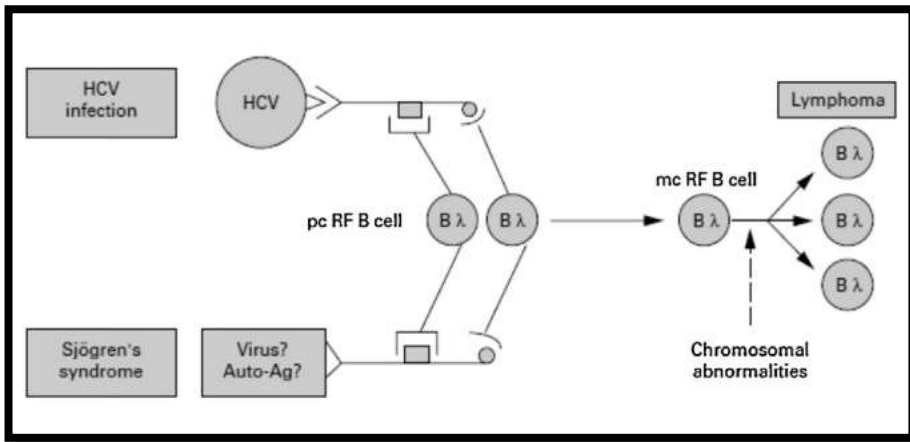 HCV
infection
HCV
Lymphoma
B λ
pc RF B cell
B λ
B λ
mc RF B cell
B λ
B λ
B λ
Sjögren's
syndrome
Virus?
Auto-Ag?
Chromosomal
abnormalities